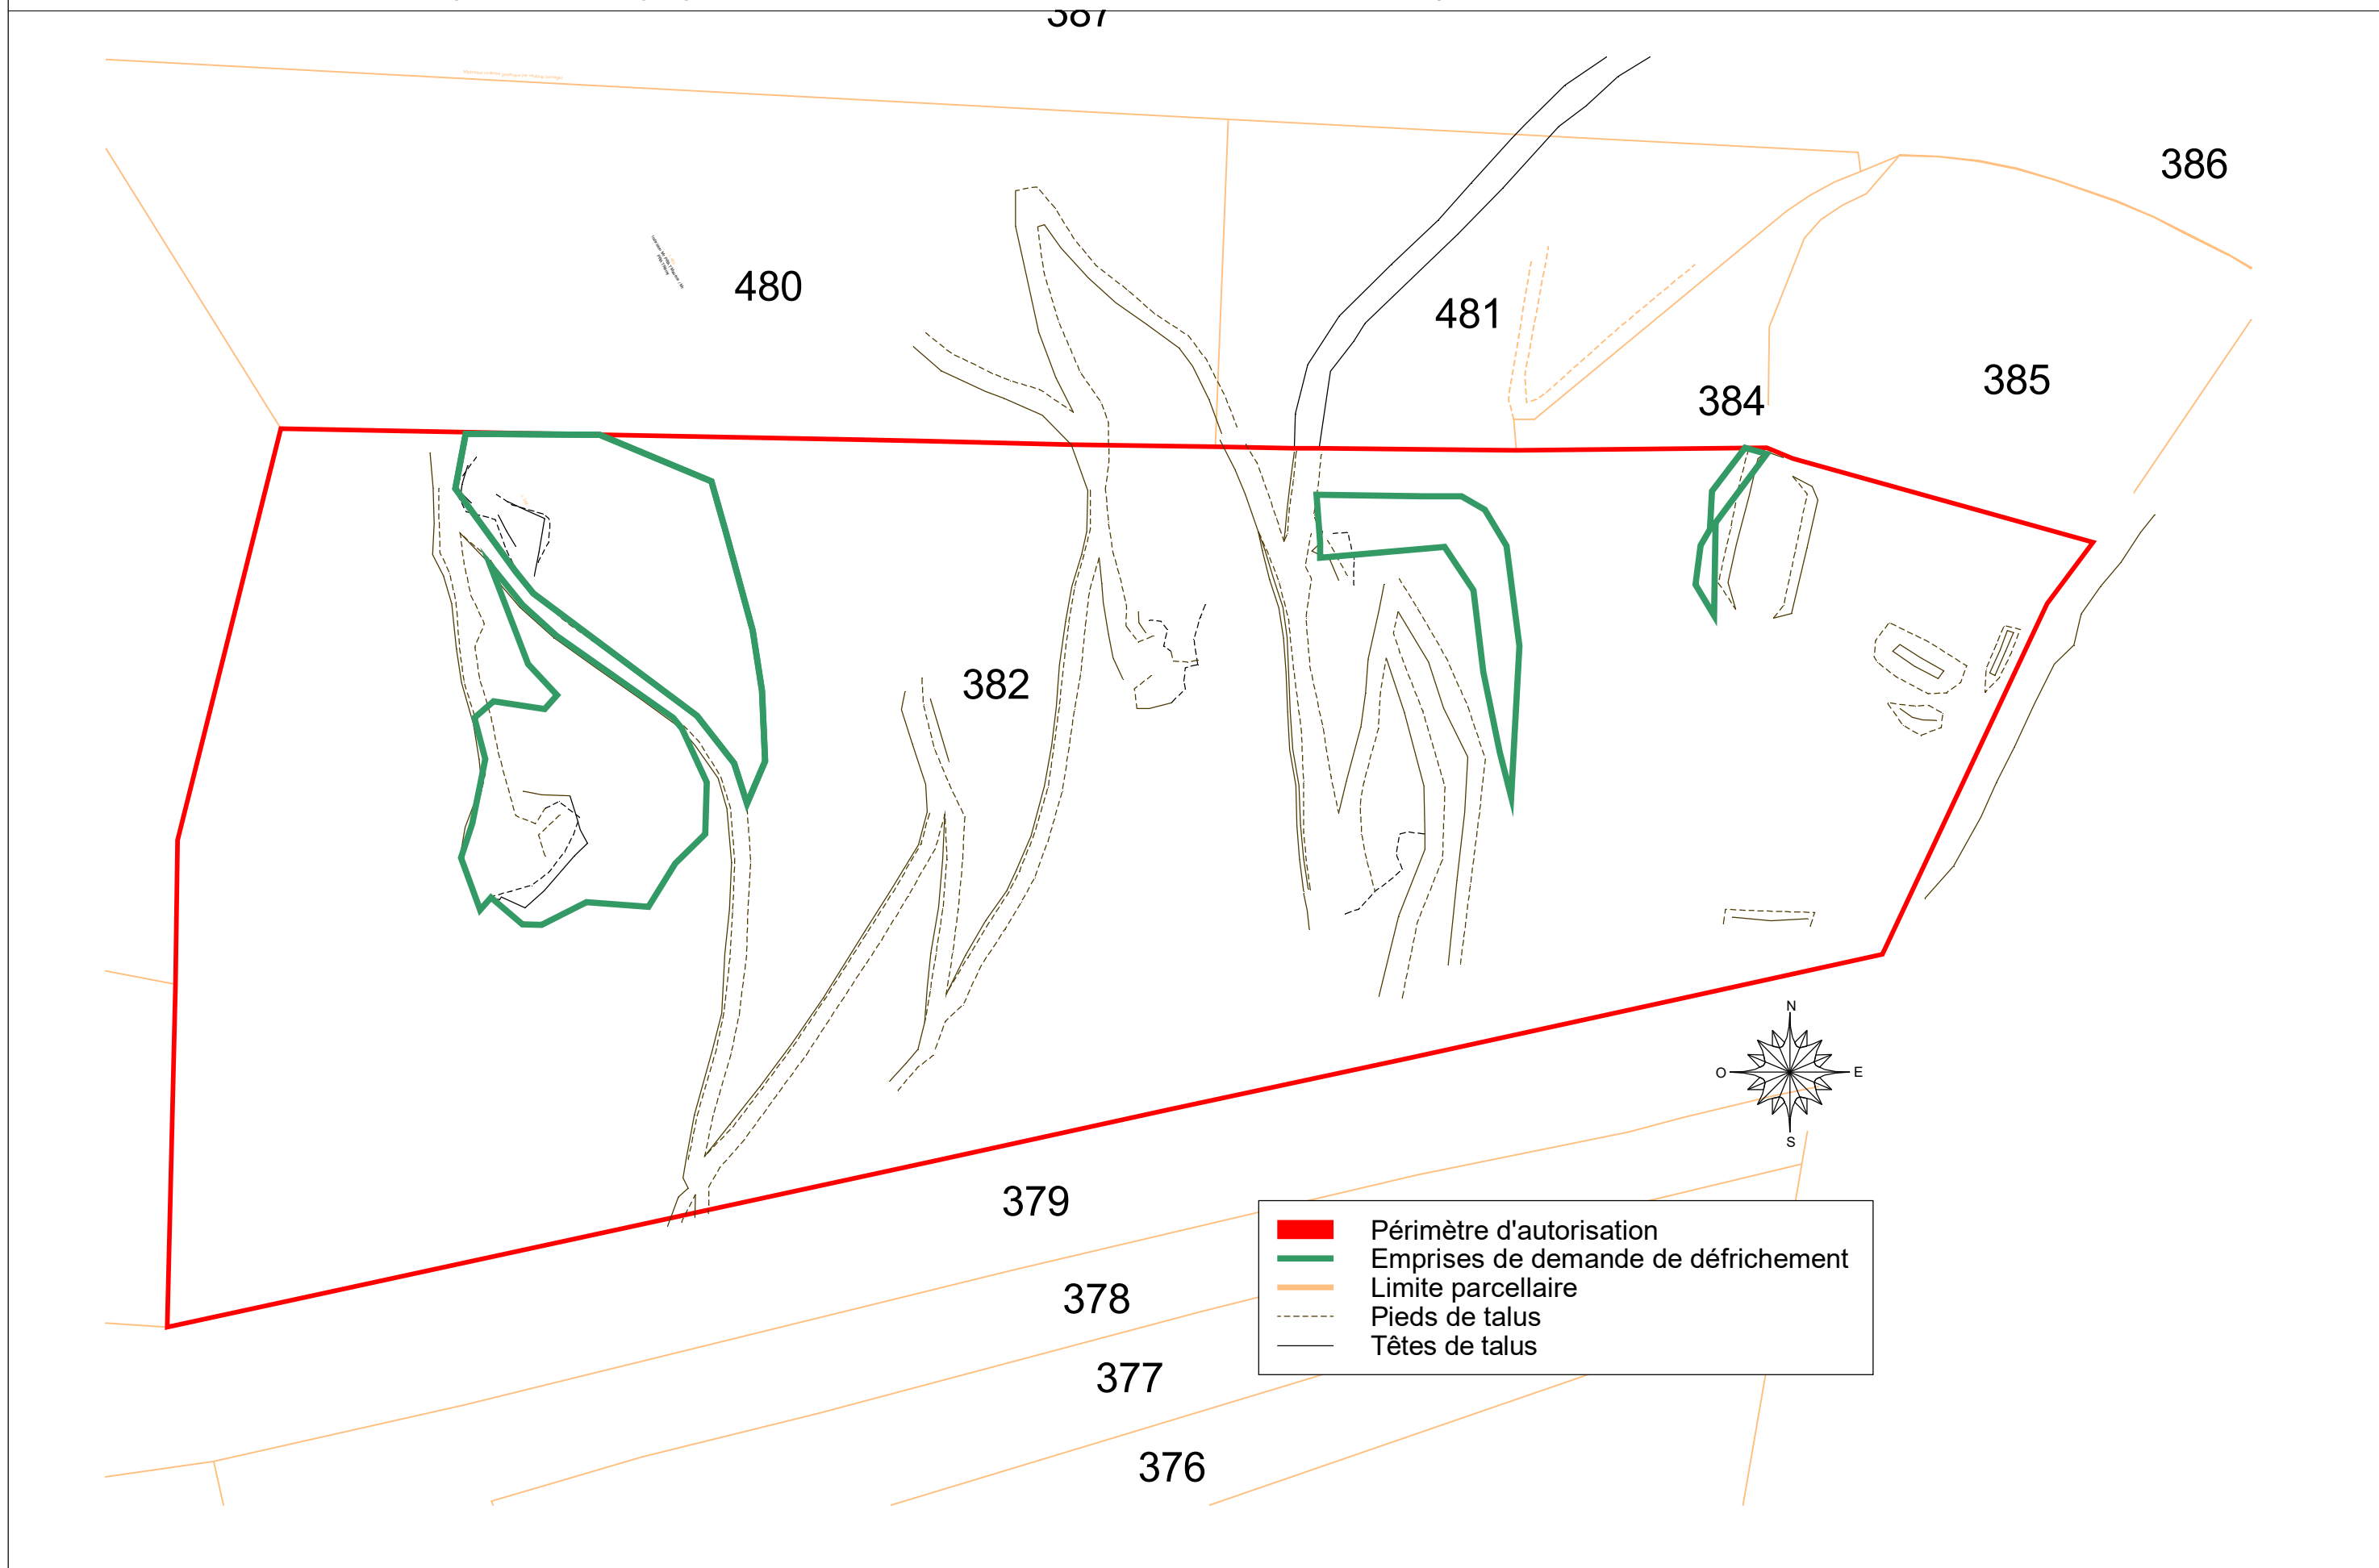 387
386
480
481
385
384
382
N
O
E
S
379
Périmètre d'autorisation
Emprises de demande de défrichement
Limite parcellaire
Pieds de talus
Têtes de talus
378
377
376